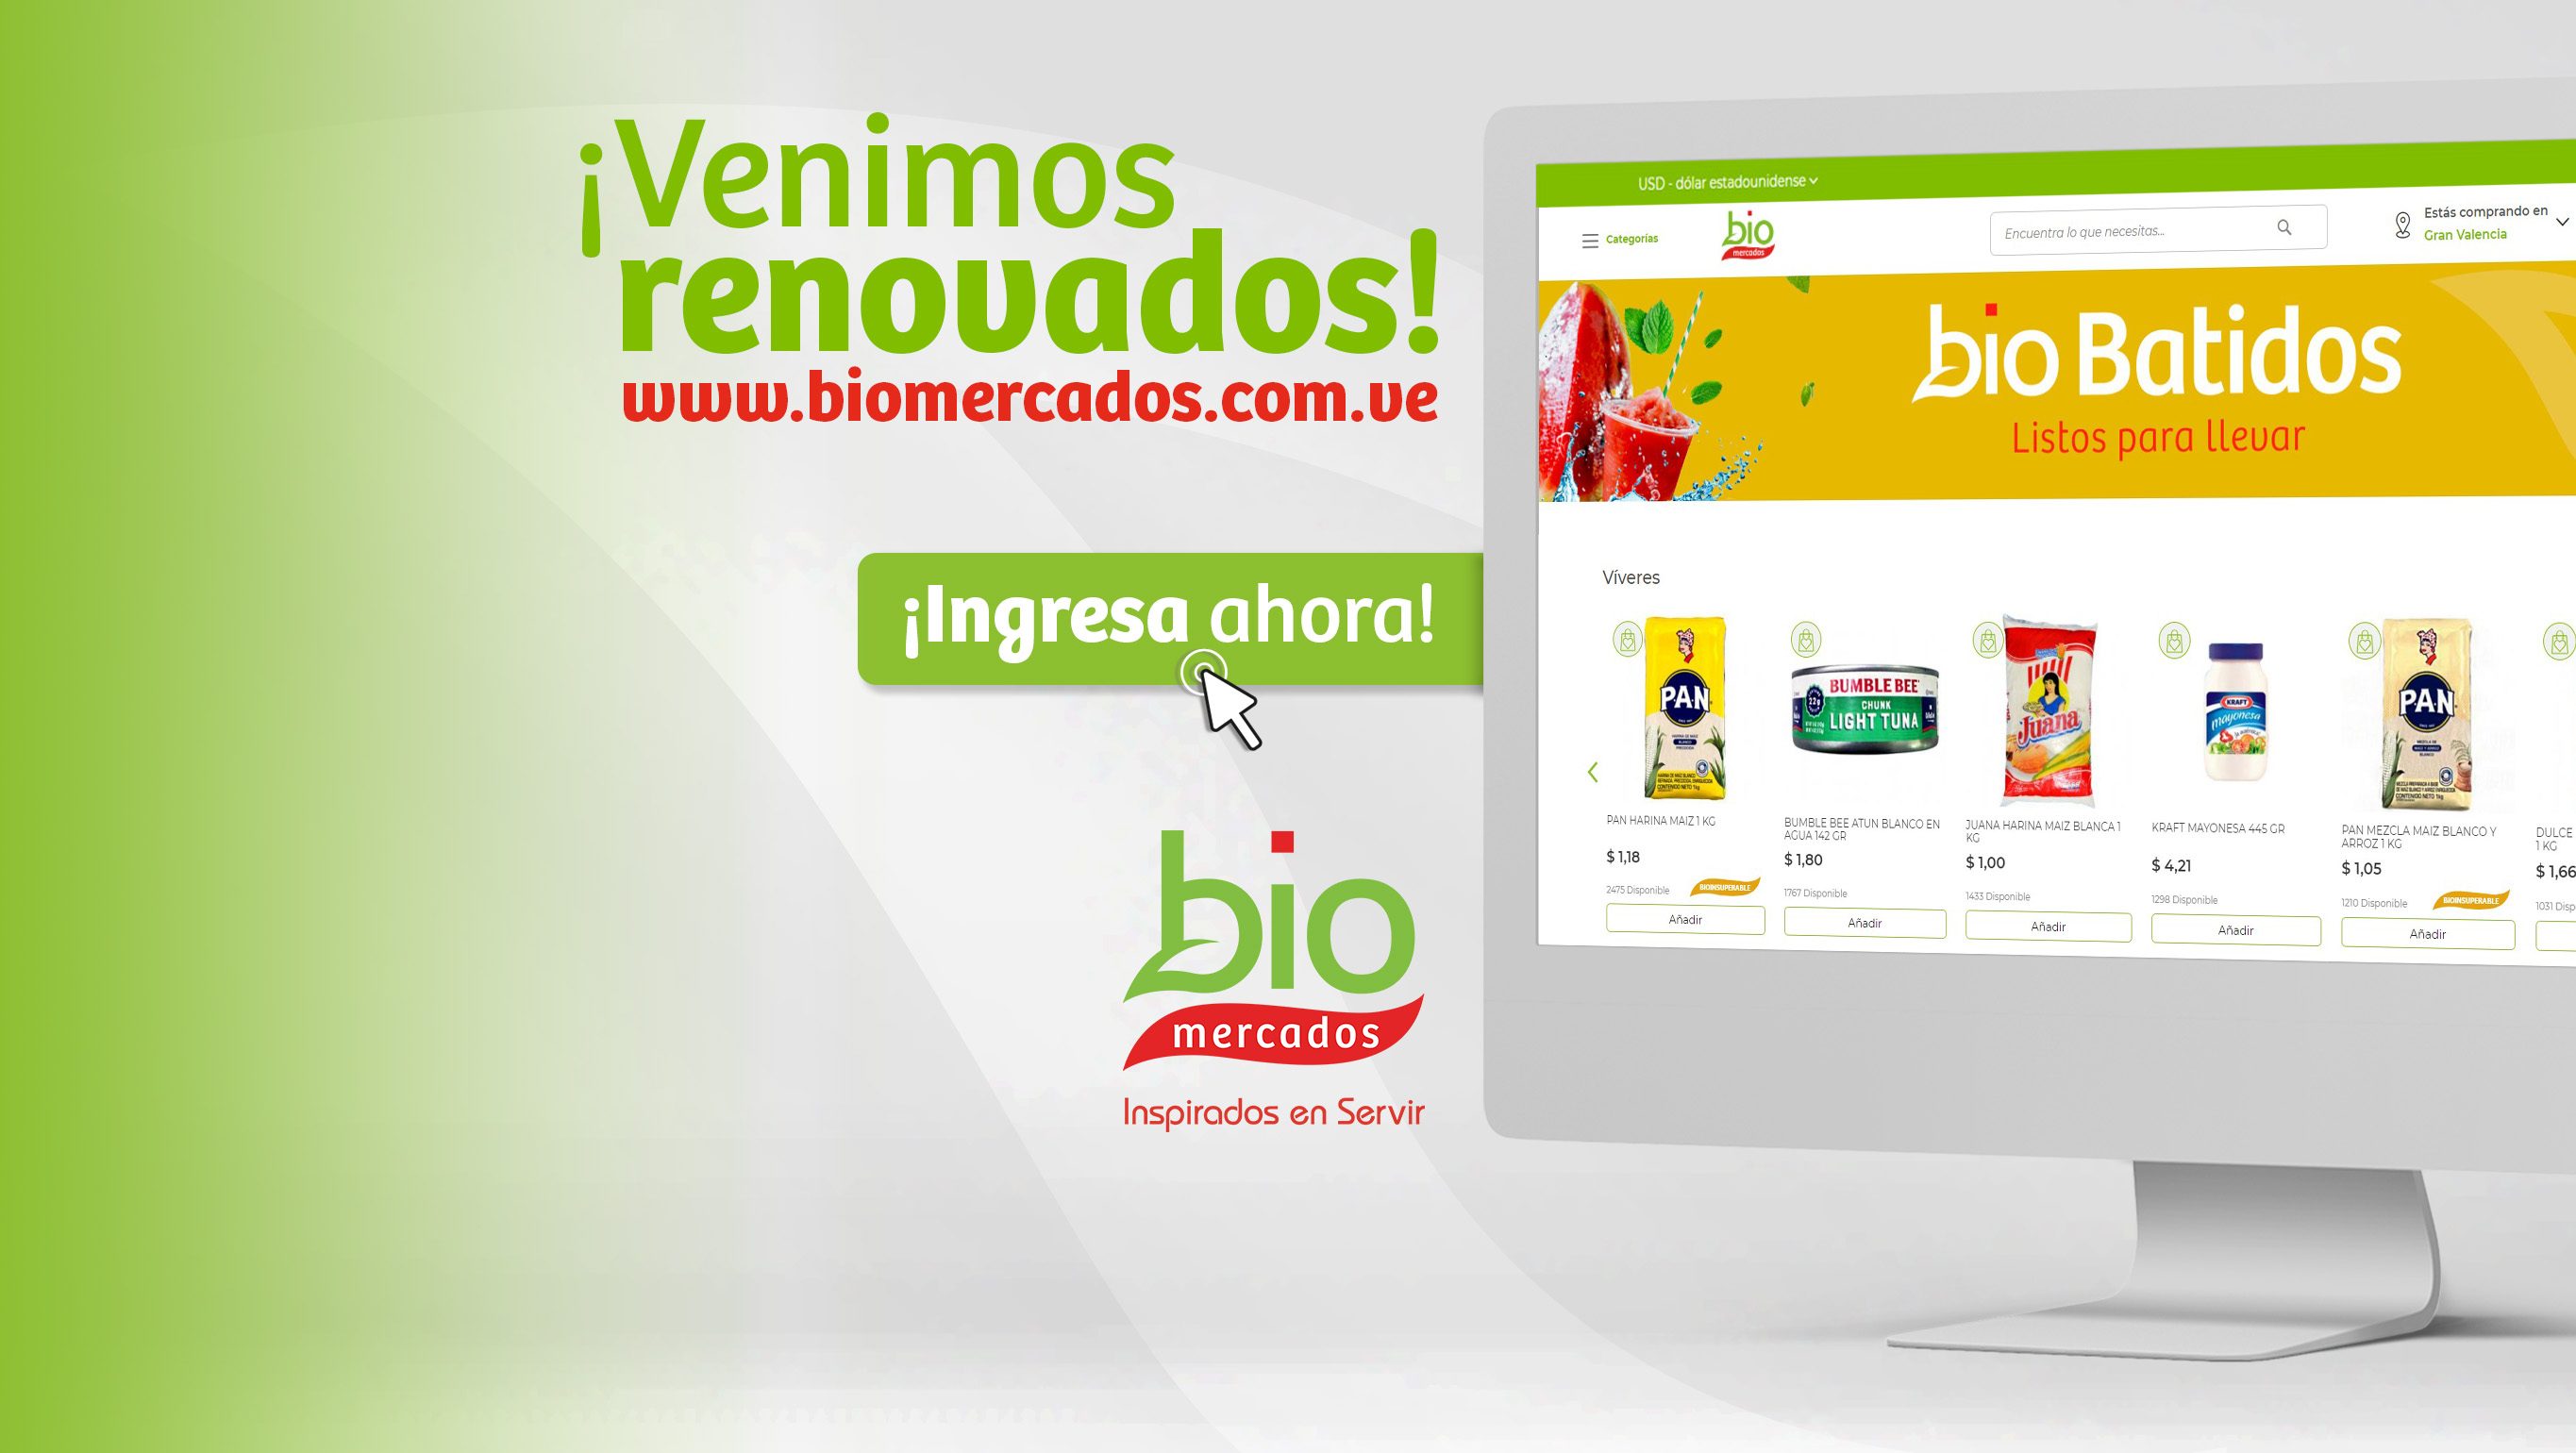 ¡Venimos
renovados!
www.biomercados.com.ve
¡Ingresa ahora!
bio
mercados
Inspirados en Servir
USD - dólar estadounidense
Categorías
bio
mercados
Encuentra lo que necesitas...
Estás comprando en
Gran Valencia
bio Batidos
Listos para llevar
Víveres
PAN
BUMBLE BEE
CHUNK
LIGHT TUNA
22g
Juana
KRAFT
mayonesa
PAN
PAN HARINA MAIZ 1 KG
$ 1,18
2475 Disponible
BIOINSUPERABLE
Añadir
BUMBLE BEE ATUN BLANCO EN
AGUA 142 GR
$ 1,80
1767 Disponible
Añadir
JUANA HARINA MAIZ BLANCA 1
KG
$ 1,00
1433 Disponible
Añadir
KRAFT MAYONESA 445 GR
$ 4,21
1298 Disponible
Añadir
PAN MEZCLA MAIZ BLANCO Y
ARROZ 1 KG
$ 1,05
1210 Disponible
BIOINSUPERABLE
Añadir
DULCE
1 KG
$ 1,66
1031 Disp